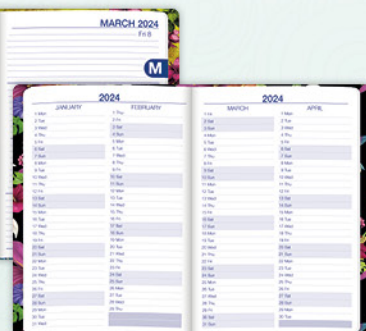 MARCH 2024
Fri 8
M
2024
JANUARY FEBRUARY
1 Mon 1 Thu
2 Tue 2 Fri
3 Wed 3 Sat
4 Thu 4 Sun
5 Fri 5 Mon
6 Sat 6 Tue
7 Sun 7 Wed
8 Mon 8 Thu
9 Tue 9 Fri
10 Wed 10 Sat
11 Thu 11 Sun
12 Fri 12 Mon
13 Sat 13 Tue
14 Sun 14 Wed
15 Mon 15 Thu
16 Tue 16 Fri
17 Wed 17 Sat
18 Thu 18 Sun
19 Fri 19 Mon
20 Sat 20 Tue
21 Sun 21 Wed
22 Mon 22 Thu
23 Tue 23 Fri
24 Wed 24 Sat
25 Thu 25 Sun
26 Fri 26 Mon
27 Sat 27 Tue
28 Sun 28 Wed
29 Mon 29 Thu
30 Tue
31 Wed
2024
MARCH APRIL
1 Fri 1 Mon
2 Sat 2 Tue
3 Sun 3 Wed
4 Mon 4 Thu
5 Tue 5 Fri
6 Wed 6 Sat
7 Thu 7 Sun
8 Fri 8 Mon
9 Sat 9 Tue
10 Sun 10 Wed
11 Mon 11 Thu
12 Tue 12 Fri
13 Wed 13 Sat
14 Thu 14 Sun
15 Fri 15 Mon
16 Sat 16 Tue
17 Sun 17 Wed
18 Mon 18 Thu
19 Tue 19 Fri
20 Wed 20 Sat
21 Thu 21 Sun
22 Fri 22 Mon
23 Sat 23 Tue
24 Sun 24 Wed
25 Mon 25 Thu
26 Tue 26 Fri
27 Wed 27 Sat
28 Thu 28 Sun
29 Fri 29 Mon
30 Sat 30 Tue
31 Sun